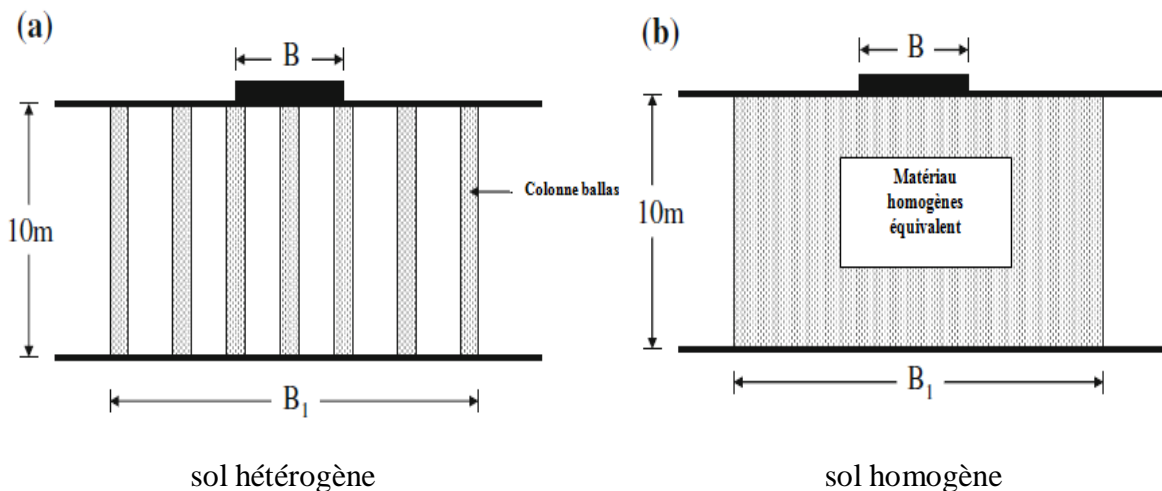 (a)
B
10m
Colonne ballas
B1
sol hétérogène
(b)
B
10m
Matériau
homogènes
équivalent
B1
sol homogène